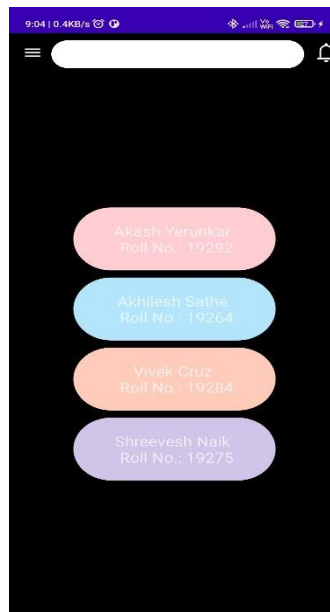 9:04 | 0.4KB/s
Akash Yerunkar
Roll No.: 19292
Akhilesh Sathe
Roll No.: 19264
Vivek Cruz
Roll No.: 19284
Shreevesh Naik
Roll No.: 19275